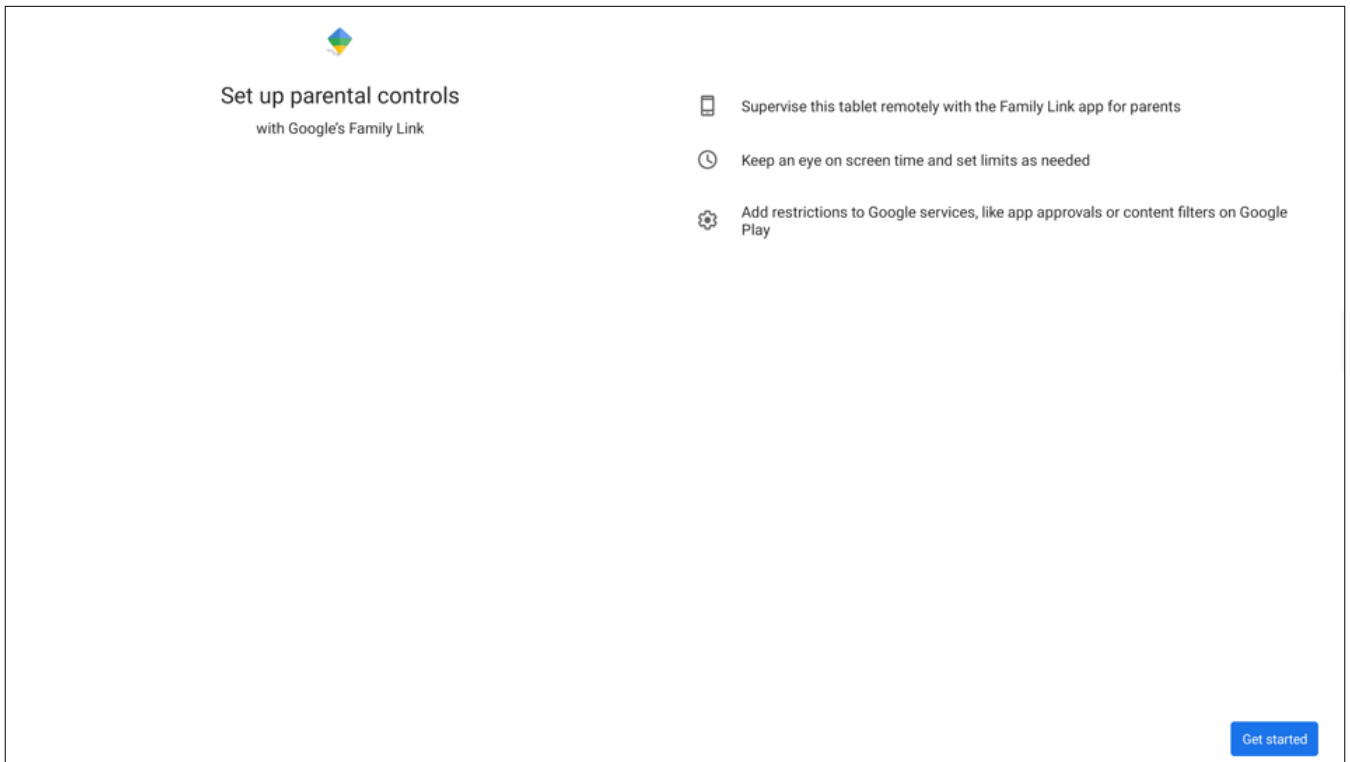 Set up parental controls
with Google's Family Link
Supervise this tablet remotely with the Family Link app for parents
Keep an eye on screen time and set limits as needed
Add restrictions to Google services, like app approvals or content filters on Google
Play
Get started